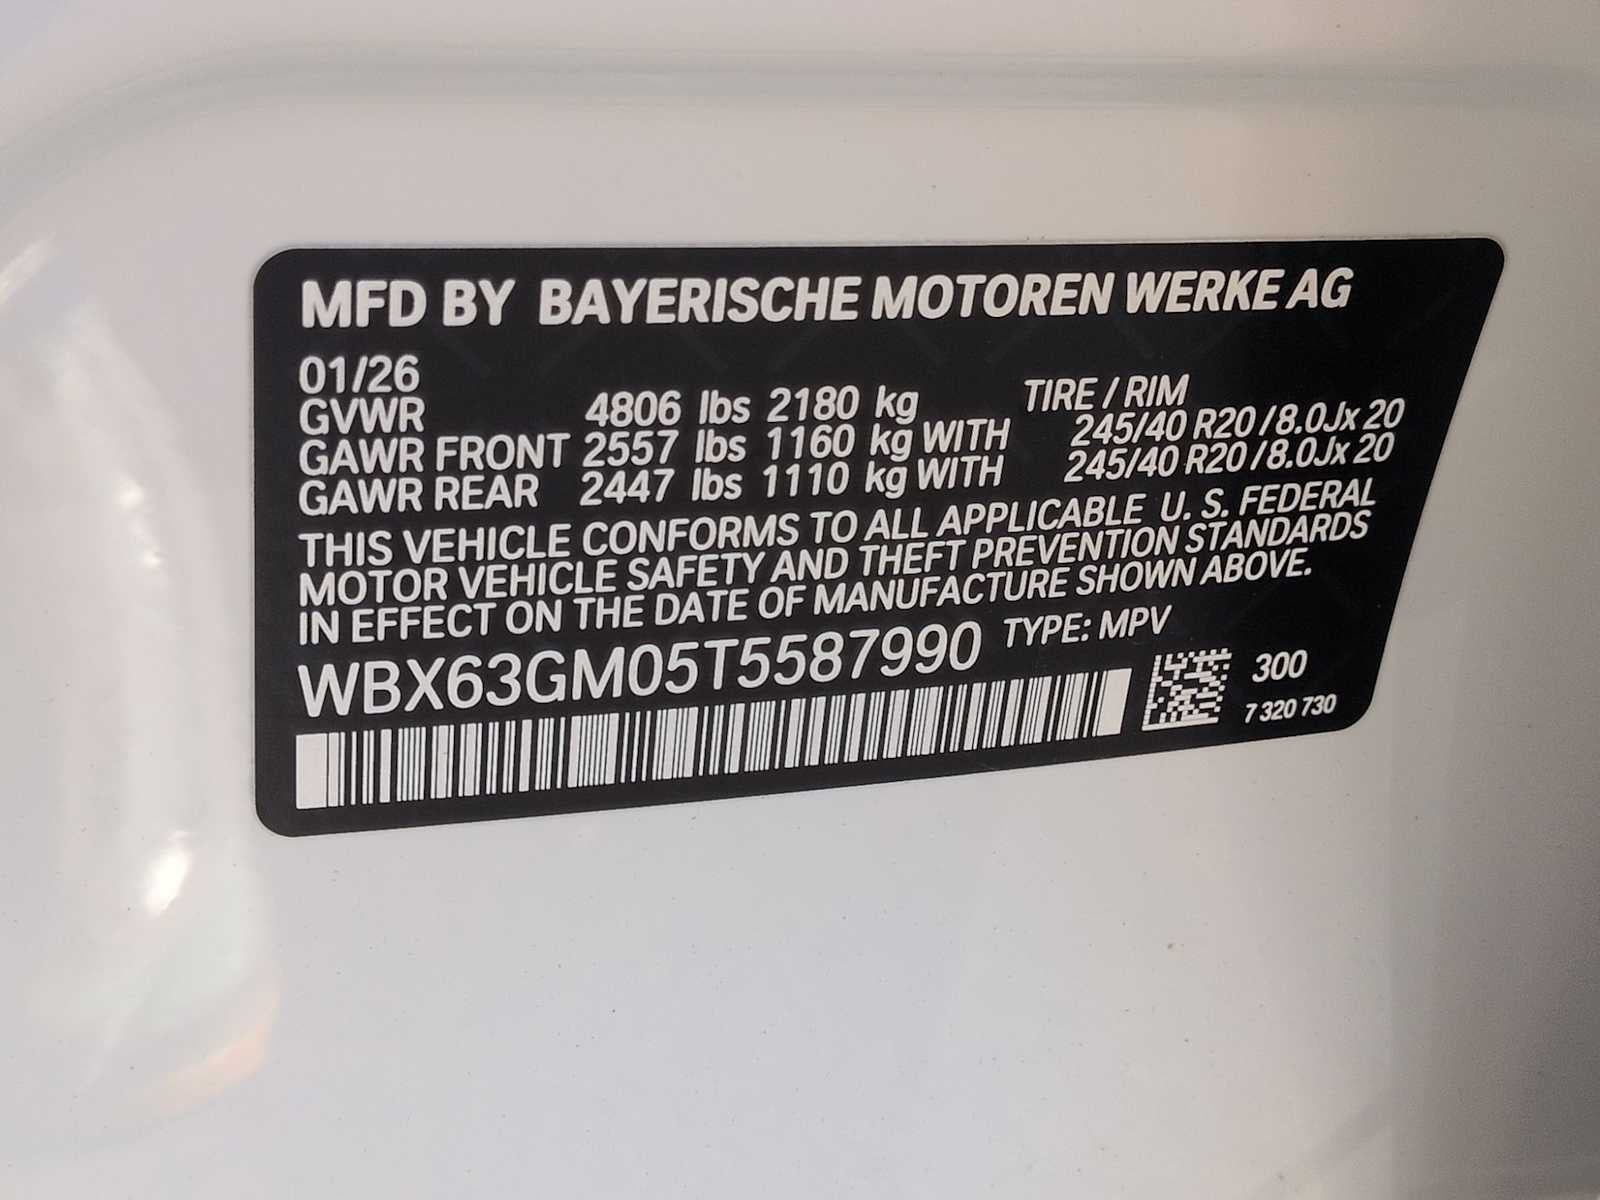 MFD BY BAYERISCHE MOTOREN WERKE AG
01/26
GVWR 4806 lbs 2180 kg TIRE / RIM
GAWR FRONT 2557 lbs 1160 kg WITH 245/40 R20 / 8.0Jx 20
GAWR REAR 2447 lbs 1110 kg WITH 245/40 R20 / 8.0Jx 20
THIS VEHICLE CONFORMS TO ALL APPLICABLE U. S. FEDERAL
MOTOR VEHICLE SAFETY AND THEFT PREVENTION STANDARDS
IN EFFECT ON THE DATE OF MANUFACTURE SHOWN ABOVE.
WBX63GM05T5587990 TYPE: MPV
300
7 320 730